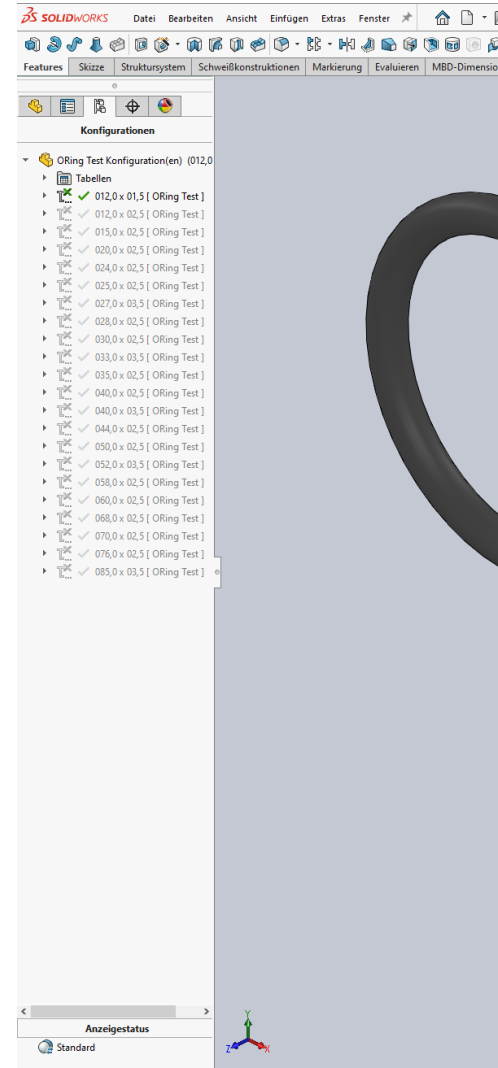 SOLIDWORKS Datei Bearbeiten Ansicht Einfügen Extras Fenster
Features Skizze Struktursystem Schweißkonstruktionen Markierung Evaluieren MBD-Dimensio
Konfigurationen
ORing Test Konfiguration(en) (012,0
Tabellen
012,0 x 01,5 [ ORing Test ]
012,0 x 02,5 [ ORing Test ]
015,0 x 02,5 [ ORing Test ]
020,0 x 02,5 [ ORing Test ]
024,0 x 02,5 [ ORing Test ]
025,0 x 02,5 [ ORing Test ]
027,0 x 03,5 [ ORing Test ]
028,0 x 02,5 [ ORing Test ]
030,0 x 02,5 [ ORing Test ]
033,0 x 03,5 [ ORing Test ]
035,0 x 02,5 [ ORing Test ]
040,0 x 02,5 [ ORing Test ]
040,0 x 03,5 [ ORing Test ]
044,0 x 02,5 [ ORing Test ]
050,0 x 02,5 [ ORing Test ]
052,0 x 03,5 [ ORing Test ]
058,0 x 02,5 [ ORing Test ]
060,0 x 02,5 [ ORing Test ]
068,0 x 02,5 [ ORing Test ]
070,0 x 02,5 [ ORing Test ]
076,0 x 02,5 [ ORing Test ]
085,0 x 03,5 [ ORing Test ]
Anzeigestatus
Standard
Y
Z X